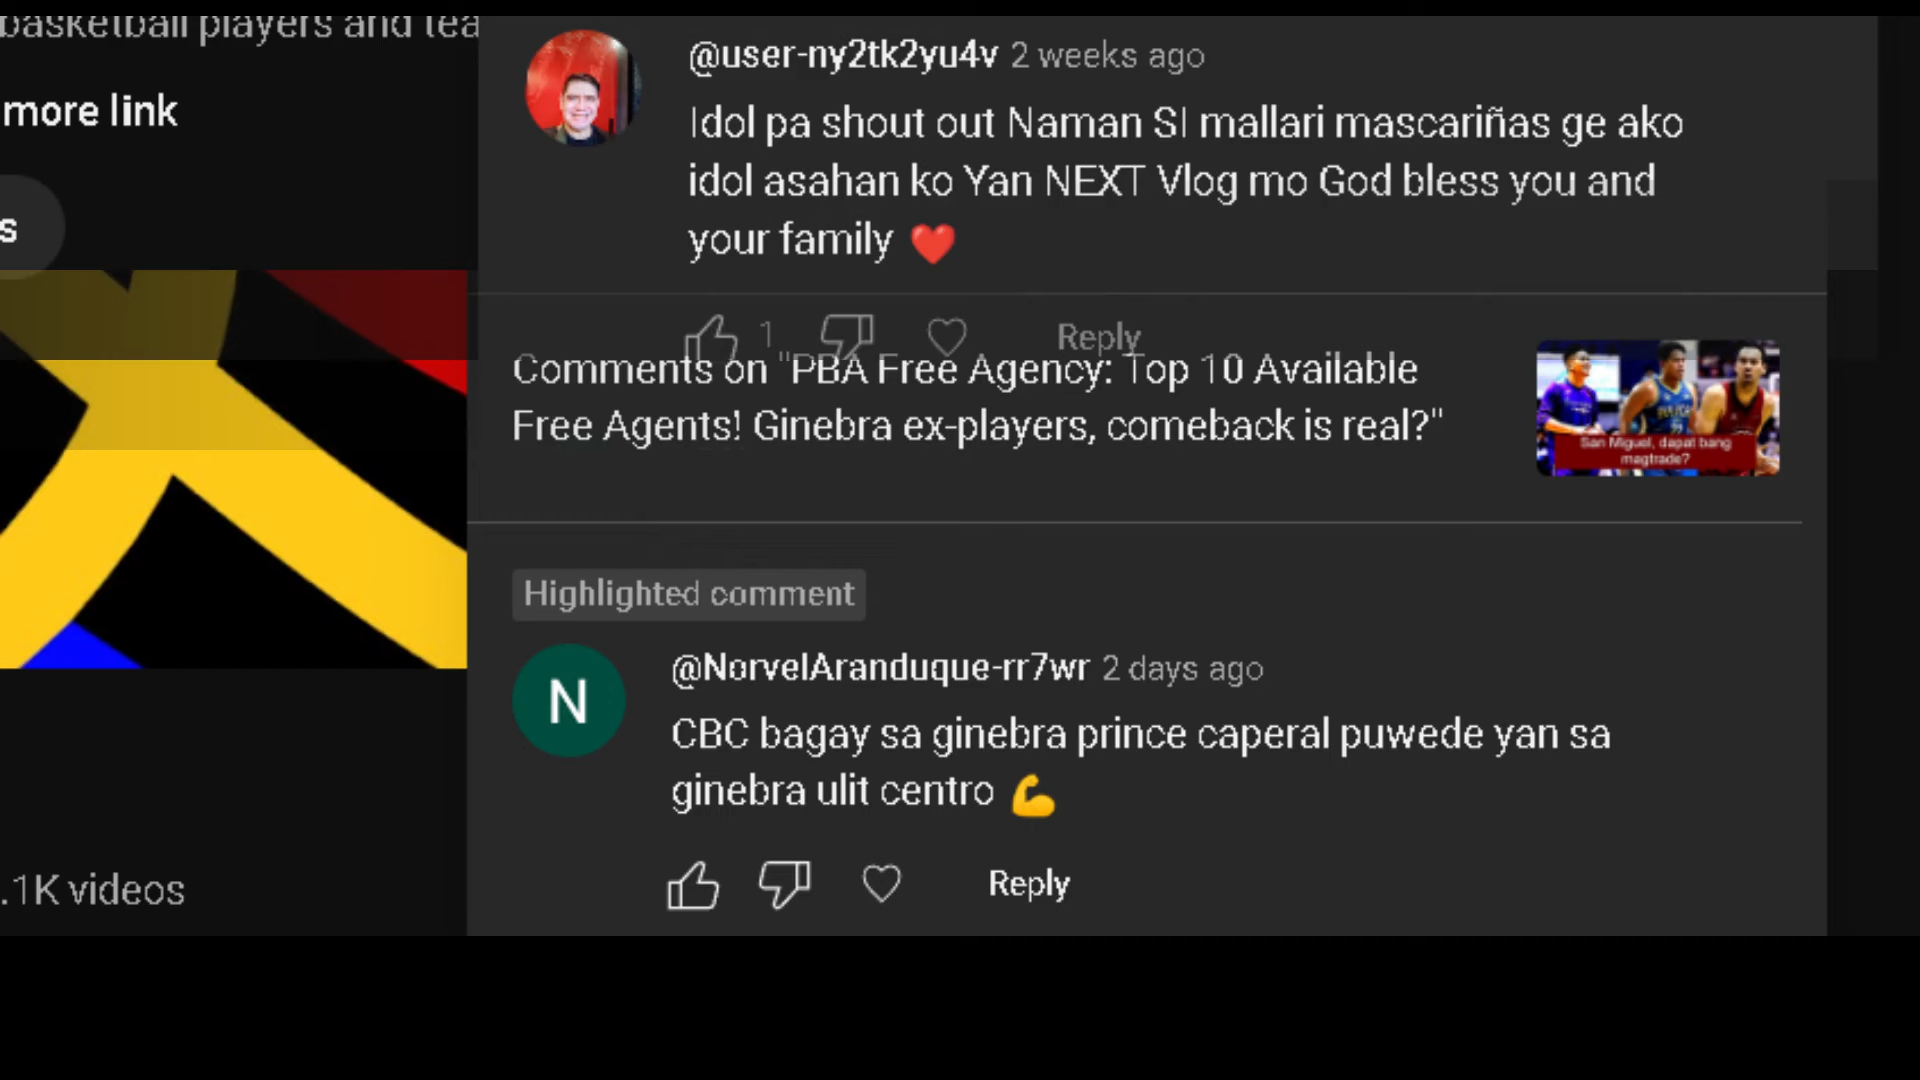 basketball players and tea
more link
s
.1K videos
@user-ny2tk2yu4v 2 weeks ago
Idol pa shout out Naman SI mallari mascariñas ge ako
idol asahan ko Yan NEXT Vlog mo God bless you and
your family ❤️
1 Reply
Comments on "PBA Free Agency: Top 10 Available
Free Agents! Ginebra ex-players, comeback is real?"
San Miguel, dapat bang
magtrade?
Highlighted comment
N
@NorvelAranduque-rr7wr 2 days ago
CBC bagay sa ginebra prince caperal puwede yan sa
ginebra ulit centro 💪
Reply